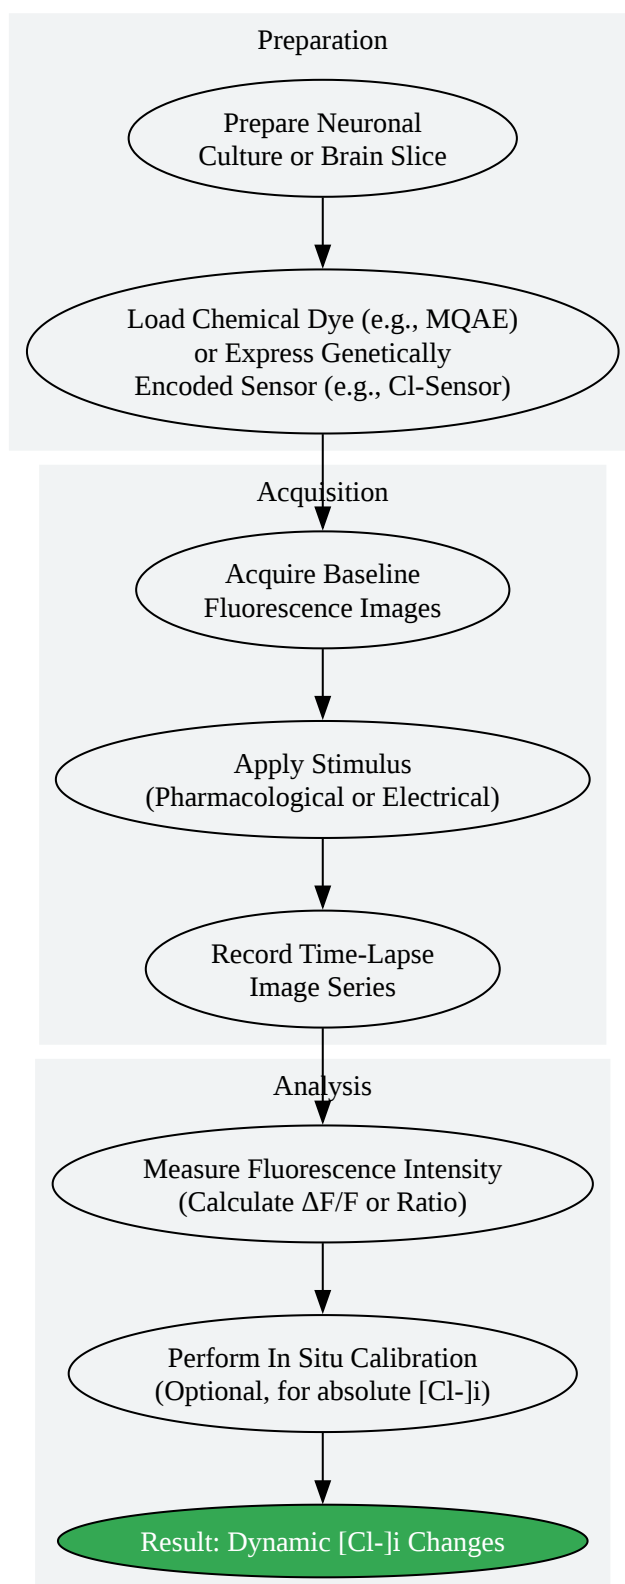 Preparation
Prepare Neuronal
Culture or Brain Slice
Load Chemical Dye (e.g., MQAE)
or Express Genetically
Encoded Sensor (e.g., Cl-Sensor)
Acquisition
Acquire Baseline
Fluorescence Images
Apply Stimulus
(Pharmacological or Electrical)
Record Time-Lapse
Image Series
Analysis
Measure Fluorescence Intensity
(Calculate ΔF/F or Ratio)
Perform In Situ Calibration
(Optional, for absolute [Cl-]i)
Result: Dynamic [Cl-]i Changes